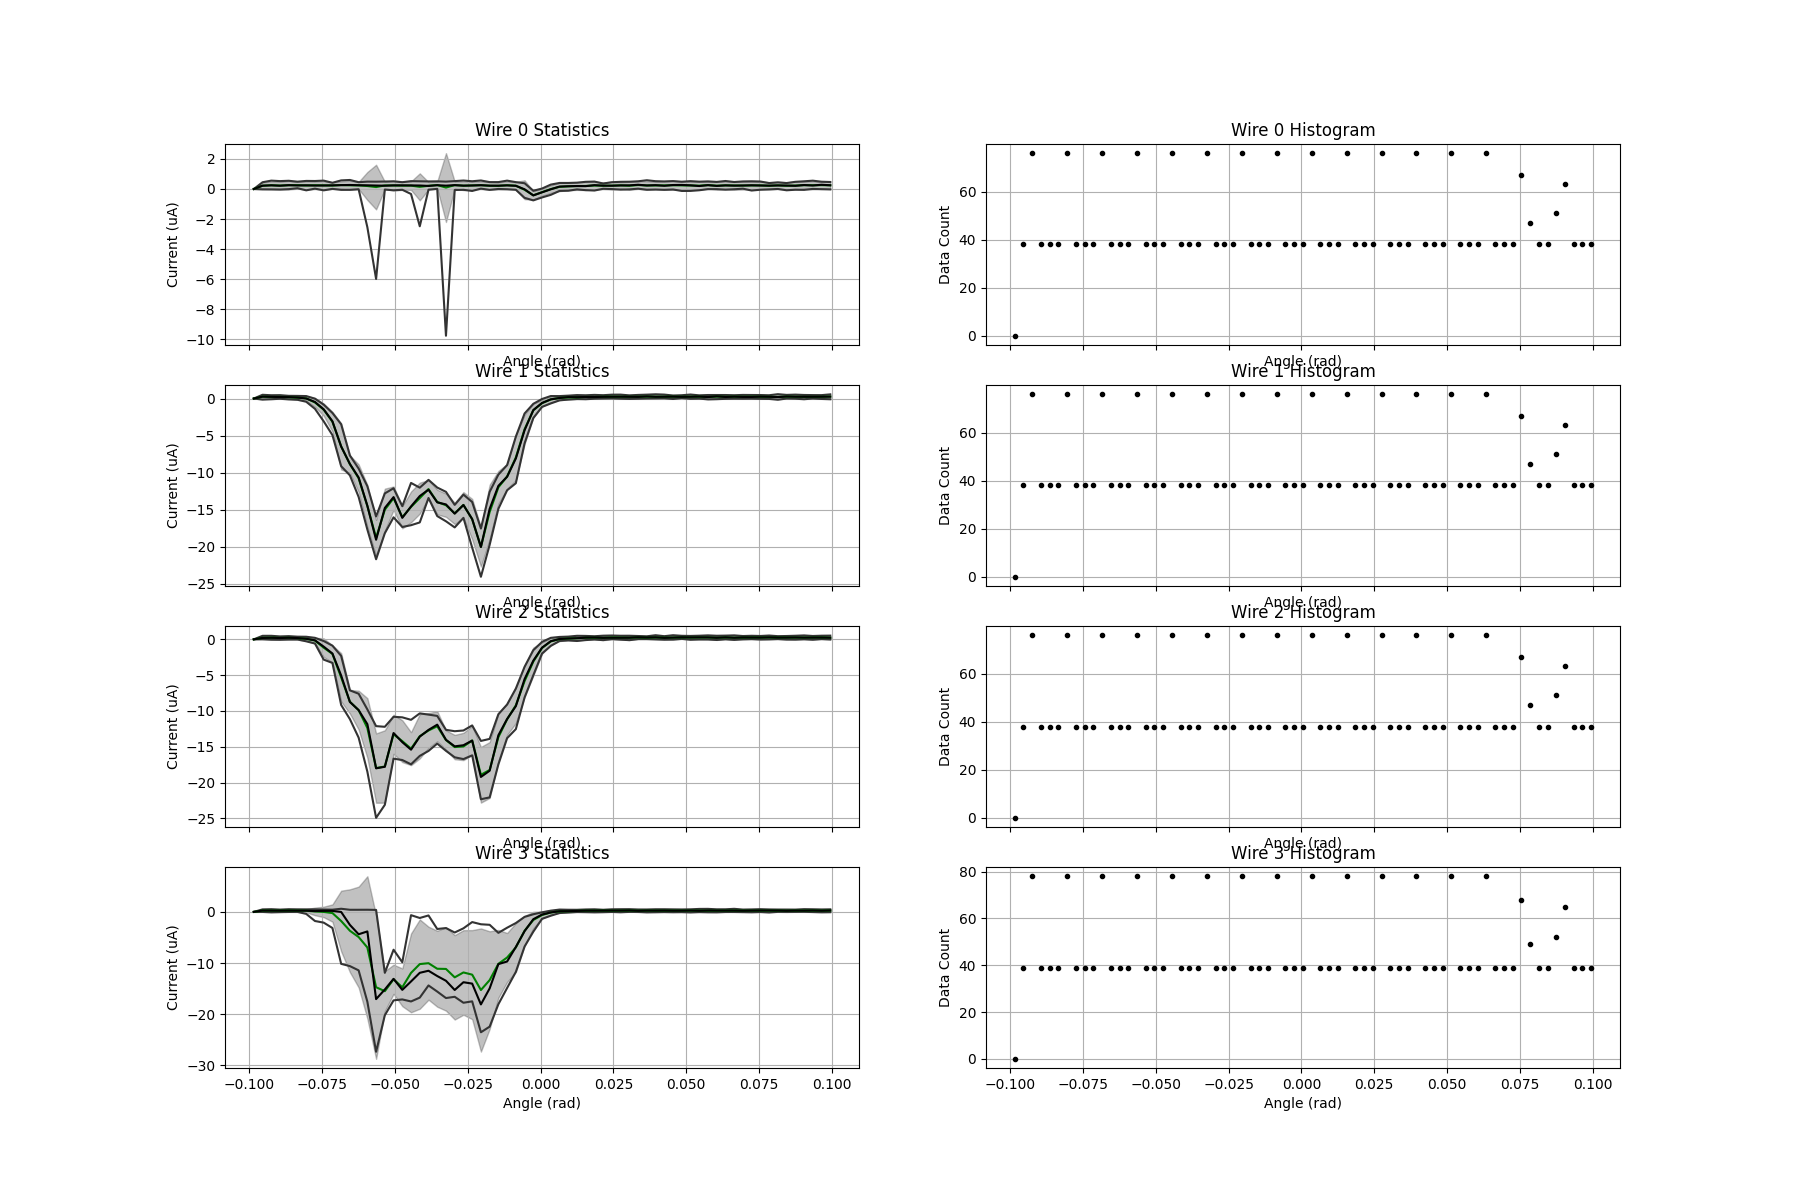 Wire 0 Statistics
Current (uA)
2
0
−2
−4
−6
−8
−10
Angle (rad)
Wire 0 Histogram
Data Count
60
40
20
0
Angle (rad)
Wire 1 Statistics
Current (uA)
0
−5
−10
−15
−20
−25
Angle (rad)
Wire 1 Histogram
Data Count
60
40
20
0
Angle (rad)
Wire 2 Statistics
Current (uA)
0
−5
−10
−15
−20
−25
Angle (rad)
Wire 2 Histogram
Data Count
60
40
20
0
Angle (rad)
Wire 3 Statistics
Current (uA)
0
−10
−20
−30
−0.100 −0.075 −0.050 −0.025 0.000 0.025 0.050 0.075 0.100
Angle (rad)
Wire 3 Histogram
Data Count
80
60
40
20
0
−0.100 −0.075 −0.050 −0.025 0.000 0.025 0.050 0.075 0.100
Angle (rad)